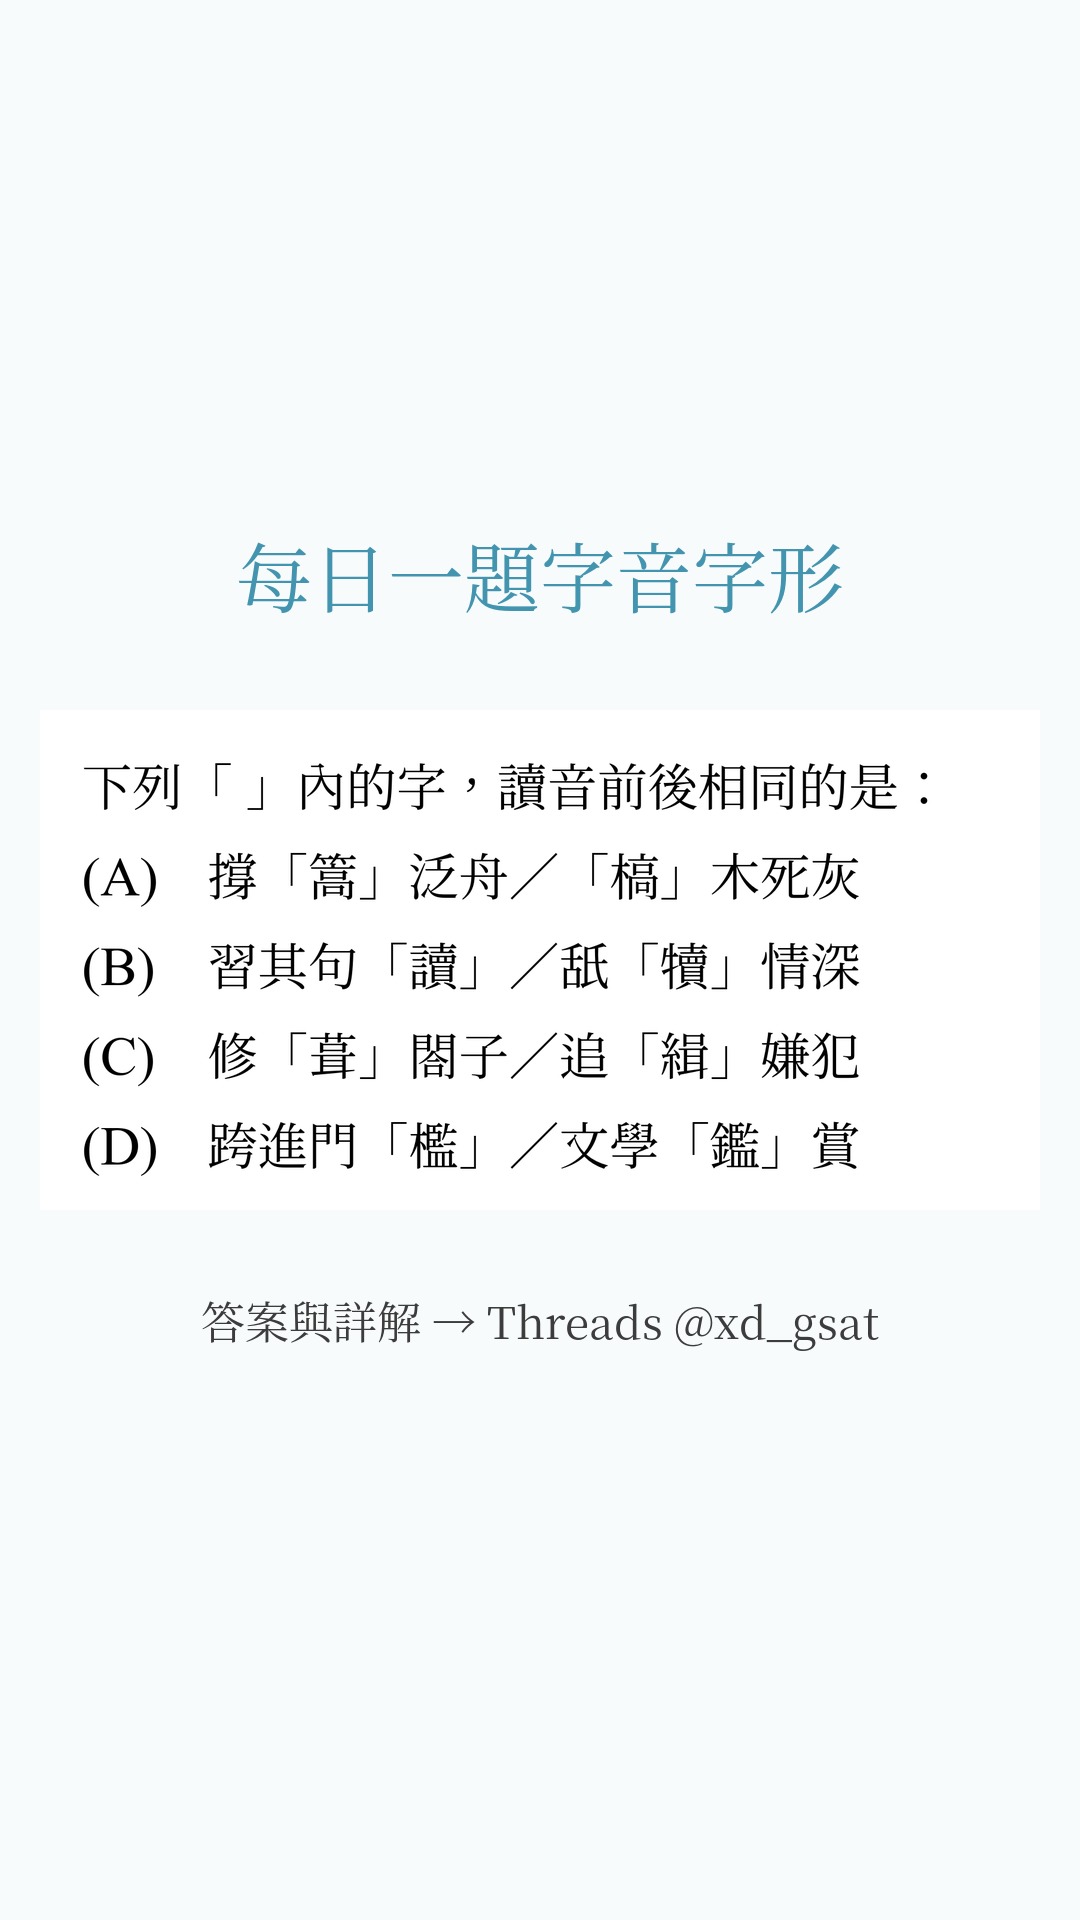 每日一題字音字形
下列「 」內的字，讀音前後相同的是：
(A) 撐「篙」泛舟／「槁」木死灰
(B) 習其句「讀」／舐「犢」情深
(C) 修「葺」閤子／追「緝」嫌犯
(D) 跨進門「檻」／文學「鑑」賞
答案與詳解 → Threads @xd_gsat